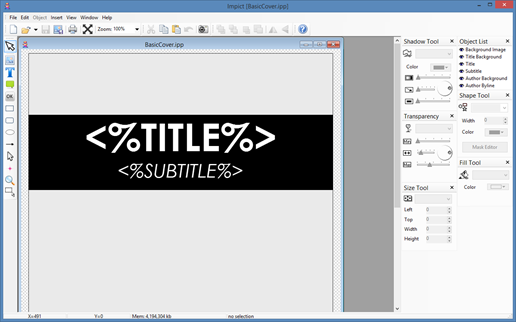 Impict [BasicCover.ipp]
File Edit Object Insert View Window Help
Zoom: 100%
BasicCover.ipp
<%TITLE%>
<%SUBTITLE%>
Shadow Tool
Color
Transparency
Size Tool
Left 0
Top 0
Width 0
Height 0
Object List
Background Image
Title Background
Title
Subtitle
Author Background
Author Byline
Shape Tool
Width 0
Color
Mask Editor
Fill Tool
Color
X=491 Y=0 Mem: 4,194,304 kb no selection